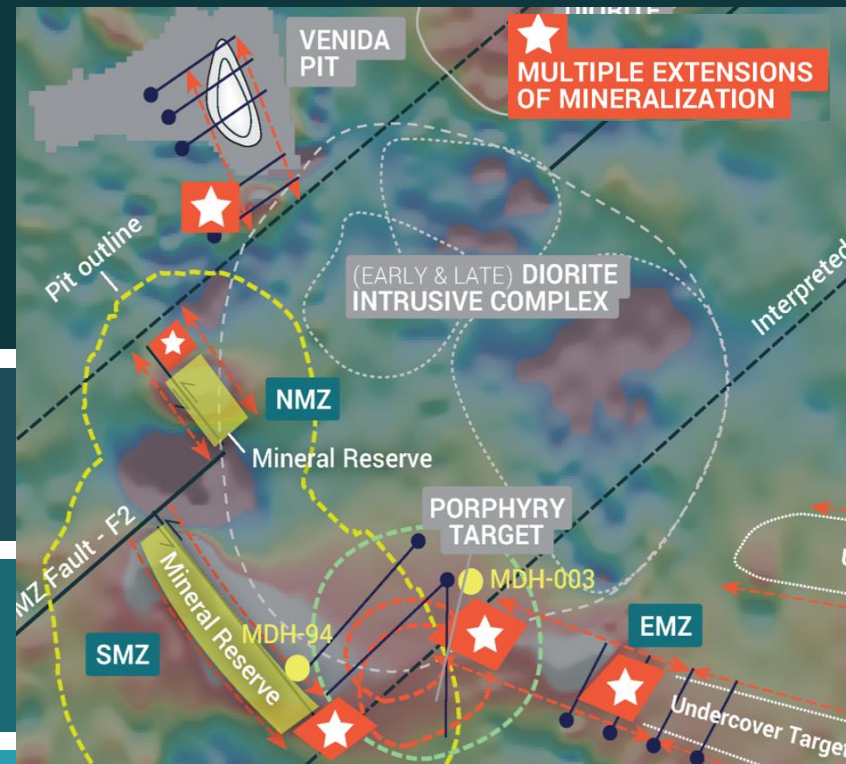 DIORITE
VENIDA
PIT
MULTIPLE EXTENSIONS
OF MINERALIZATION
Pit outline
(EARLY & LATE) DIORITE
INTRUSIVE COMPLEX
Interpreted
NMZ
Mineral Reserve
PORPHYRY
TARGET
MZ Fault - F2
MDH-003
Mineral Reserve
MDH-94
EMZ
SMZ
Undercover Target